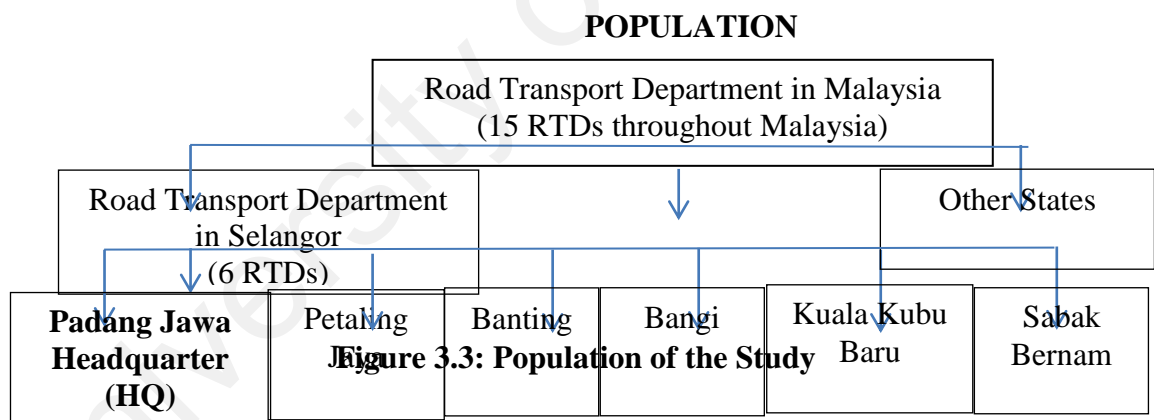 POPULATION
Road Transport Department in Malaysia
(15 RTDs throughout Malaysia)
Road Transport Department
in Selangor
(6 RTDs)
Other States
Padang Jawa
Headquarter
(HQ)
Petaling
Jaya
Banting
Bangi
Kuala Kubu
Baru
Sabak
Bernam
Figure 3.3: Population of the Study